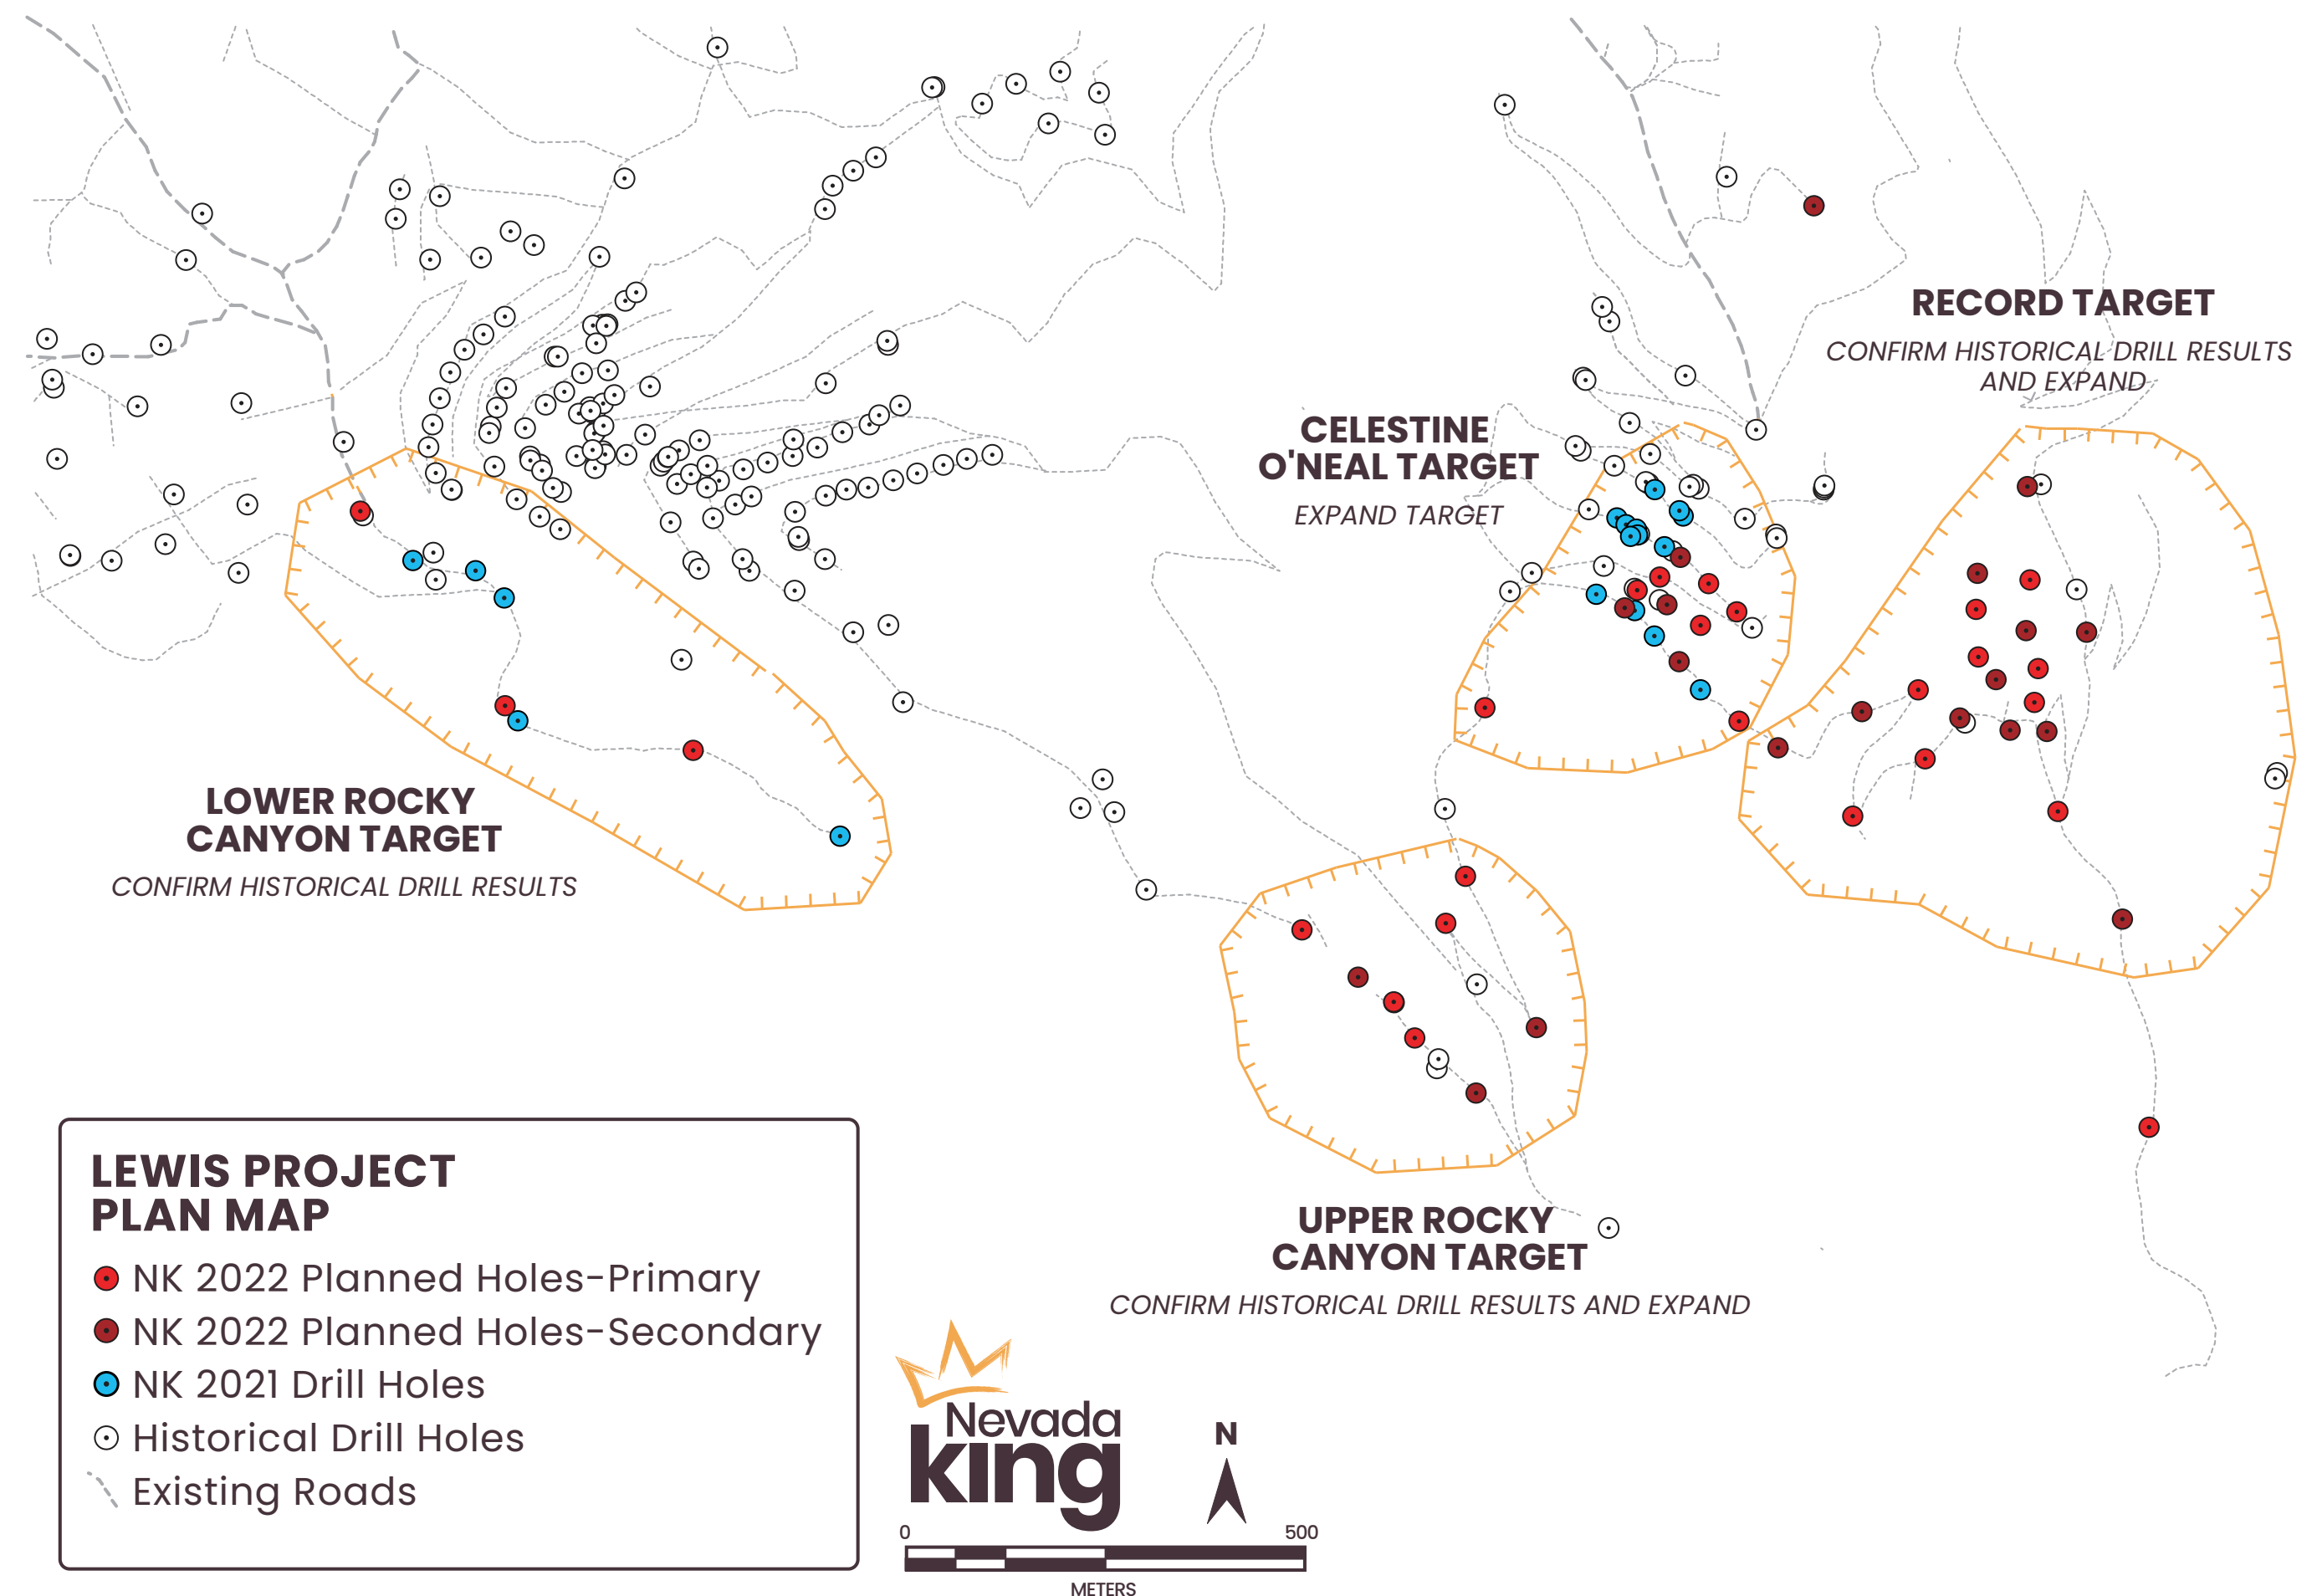 RECORD TARGET
CONFIRM HISTORICAL DRILL RESULTS
AND EXPAND
CELESTINE
O'NEAL TARGET
EXPAND TARGET
LOWER ROCKY
CANYON TARGET
CONFIRM HISTORICAL DRILL RESULTS
UPPER ROCKY
CANYON TARGET
CONFIRM HISTORICAL DRILL RESULTS AND EXPAND
LEWIS PROJECT
PLAN MAP
NK 2022 Planned Holes-Primary
NK 2022 Planned Holes-Secondary
NK 2021 Drill Holes
Historical Drill Holes
Existing Roads
Nevada
king
N
0 500
METERS